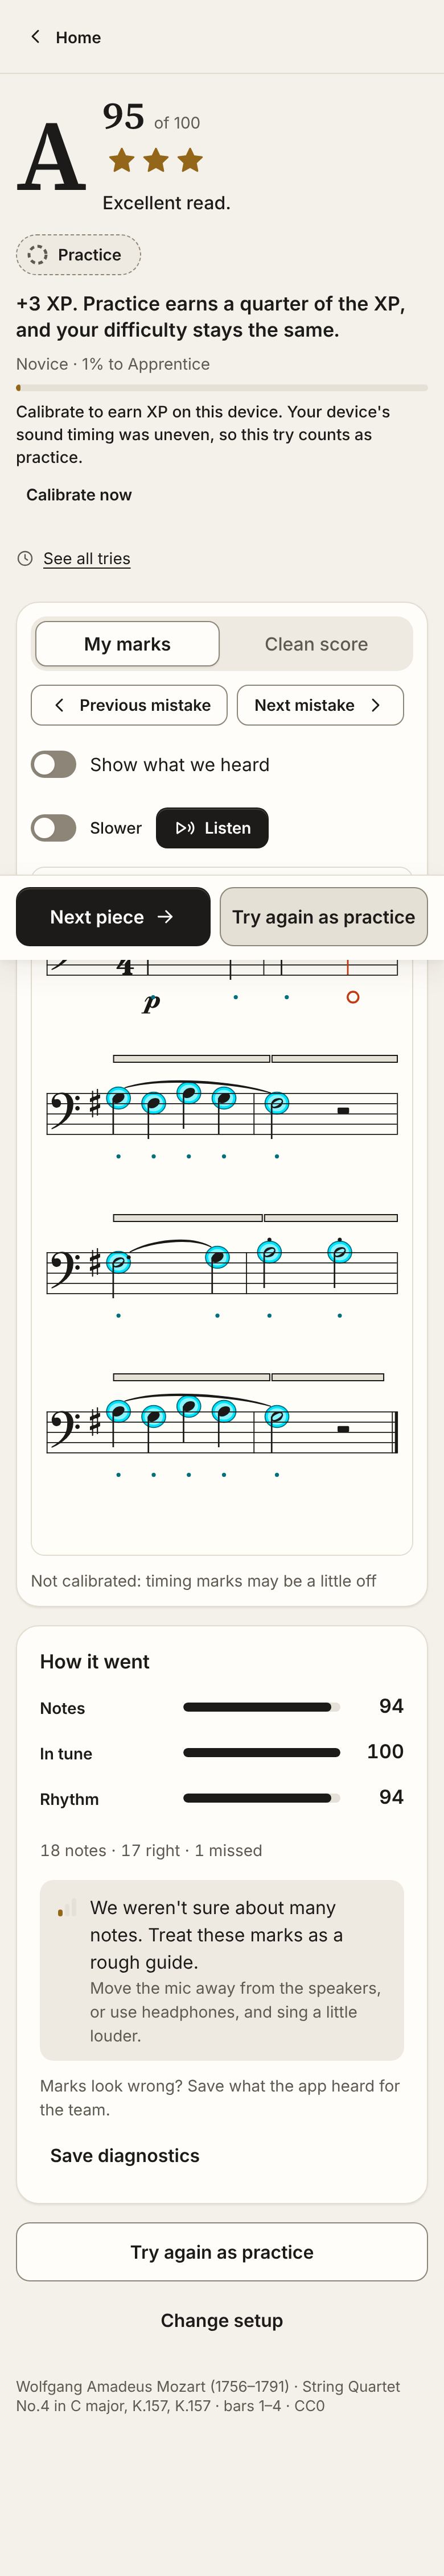 Home
A
95 of 100
Excellent read.
Practice
+3 XP. Practice earns a quarter of the XP,
and your difficulty stays the same.
Novice · 1% to Apprentice
Calibrate to earn XP on this device. Your device's
sound timing was uneven, so this try counts as
practice.
Calibrate now
See all tries
My marks
Clean score
Previous mistake
Next mistake
Show what we heard
Slower
Listen
Next piece →
Try again as practice
4
p
Not calibrated: timing marks may be a little off
How it went
Notes 94
In tune 100
Rhythm 94
18 notes · 17 right · 1 missed
We weren't sure about many
notes. Treat these marks as a
rough guide.
Move the mic away from the speakers,
or use headphones, and sing a little
louder.
Marks look wrong? Save what the app heard for
the team.
Save diagnostics
Try again as practice
Change setup
Wolfgang Amadeus Mozart (1756–1791) · String Quartet
No.4 in C major, K.157, K.157 · bars 1–4 · CC0